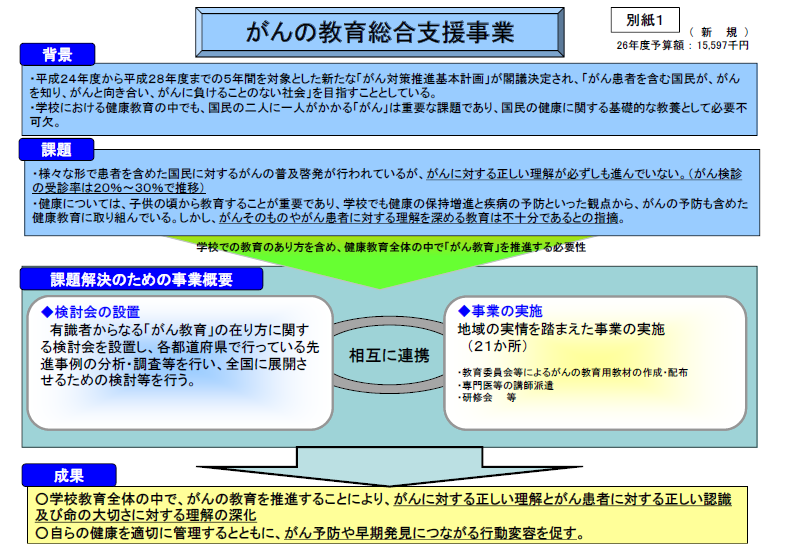 がんの教育総合支援事業
別紙1
（ 新 規 ）
26年度予算額：15,597千円
背景
・平成24年度から平成28年度までの5年間を対象とした新たな「がん対策推進基本計画」が閣議決定され、「がん患者を含む国民が、がん
を知り、がんと向き合い、がんに負けることのない社会」を目指すこととしている。
・学校における健康教育の中でも、国民の二人に一人がかかる「がん」は重要な課題であり、国民の健康に関する基礎的な教養として必要不
可欠。
課題
・様々な形で患者を含めた国民に対するがんの普及啓発が行われているが、がんに対する正しい理解が必ずしも進んでいない。（がん検診
の受診率は20%～30%で推移）
・健康については、子供の頃から教育することが重要であり、学校でも健康の保持増進と疾病の予防といった観点から、がんの予防も含めた
健康教育に取り組んでいる。しかし、がんそのものやがん患者に対する理解を深める教育は不十分であるとの指摘。
学校での教育のあり方を含め、健康教育全体の中で「がん教育」を推進する必要性
課題解決のための事業概要
◆検討会の設置
有識者からなる「がん教育」の在り方に関す
る検討会を設置し、各都道府県で行っている先
進事例の分析・調査等を行い、全国に展開さ
せるための検討等を行う。
相互に連携
◆事業の実施
地域の実情を踏まえた事業の実施
（21か所）
・教育委員会等によるがんの教育用教材の作成・配布
・専門医等の講師派遣
・研修会 等
成果
○学校教育全体の中で、がんの教育を推進することにより、がんに対する正しい理解とがん患者に対する正しい認識
及び命の大切さに対する理解の深化
○自らの健康を適切に管理するとともに、がん予防や早期発見につながる行動変容を促す。